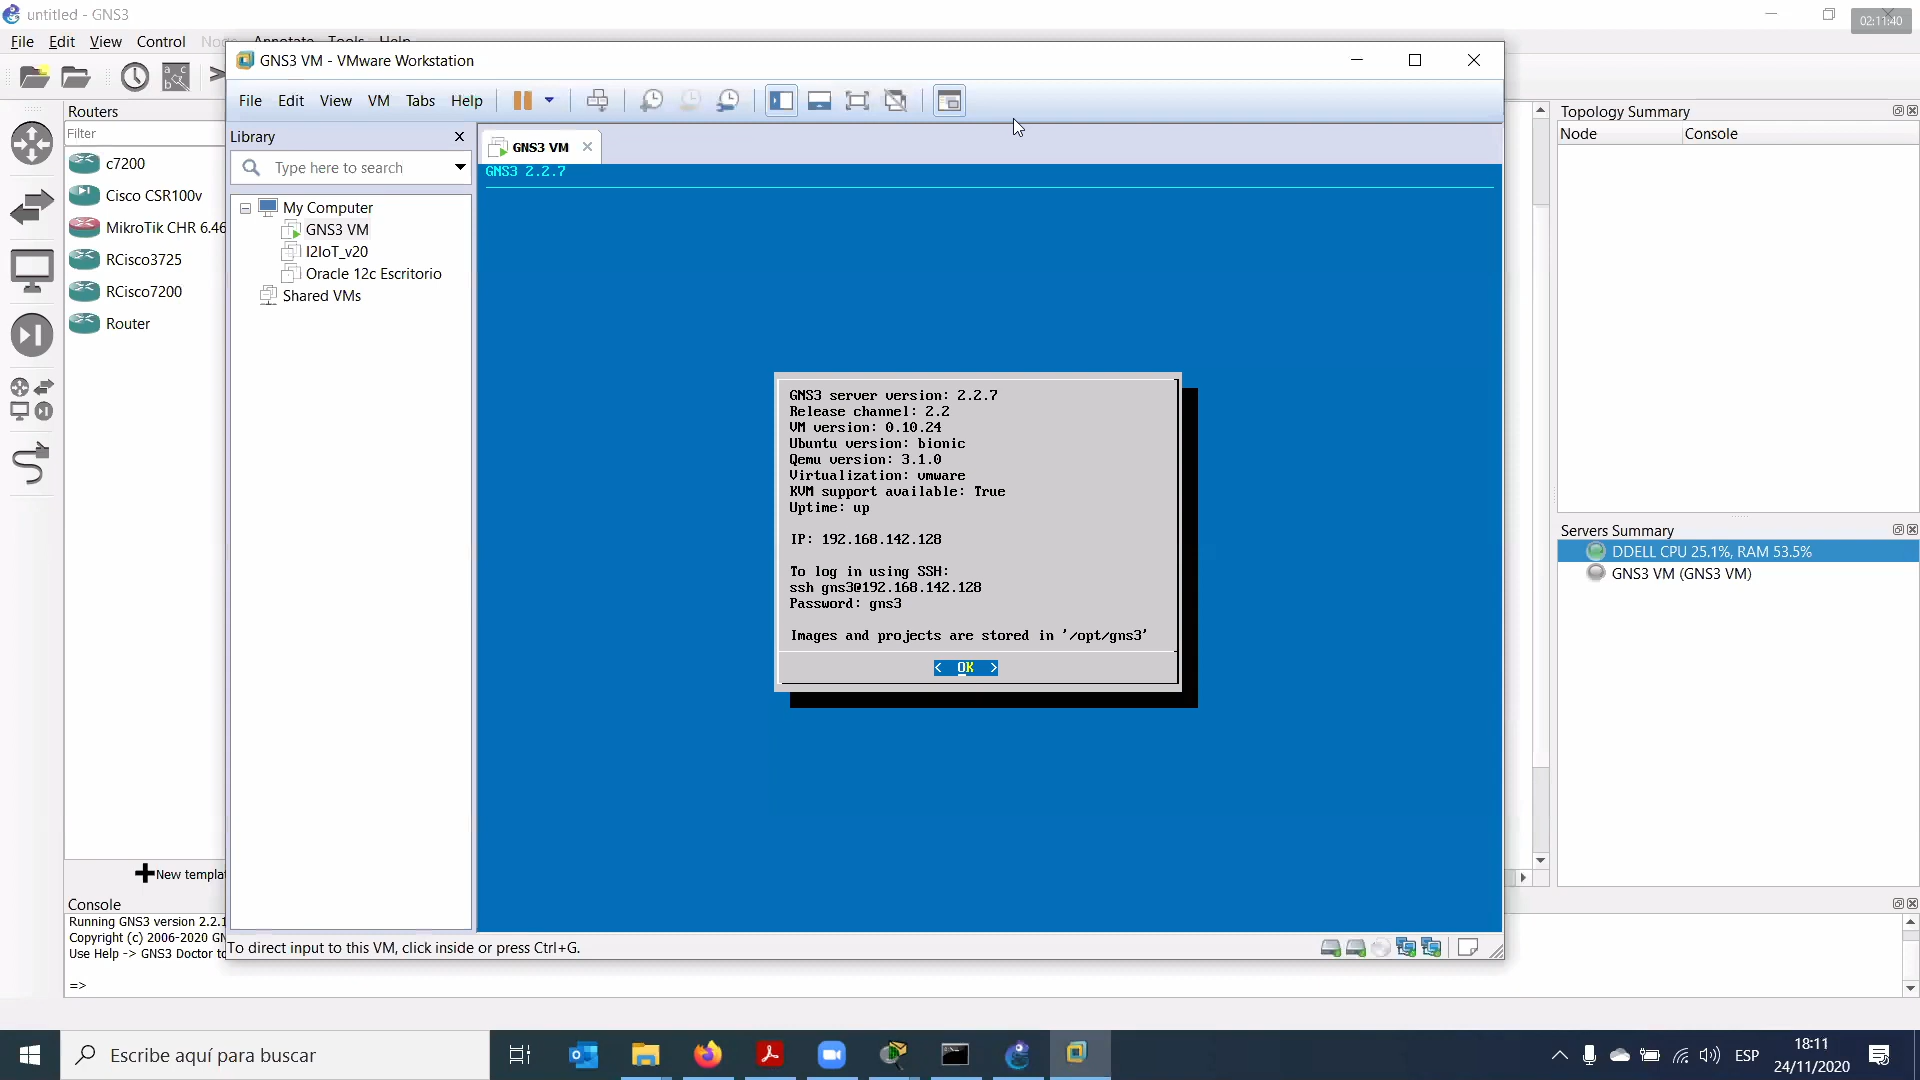 untitled - GNS3
02:11:40
File Edit View Control
GNS3 VM - VMware Workstation
File Edit View VM Tabs Help
Routers
Filter
c7200
Cisco CSR100v
MikroTik CHR 6.46
RCisco3725
RCisco7200
Router
New templat
Library
Type here to search
My Computer
GNS3 VM
I2IoT_v20
Oracle 12c Escritorio
Shared VMs
GNS3 VM
GNS3 2.2.7
GNS3 server version: 2.2.7
Release channel: 2.2
VM version: 0.10.24
Ubuntu version: bionic
Qemu version: 3.1.0
Virtualization: vmware
KVM support available: True
Uptime: up
IP: 192.168.142.128
To log in using SSH:
ssh gns3@192.168.142.128
Password: gns3
Images and projects are stored in '/opt/gns3'
< OK >
To direct input to this VM, click inside or press Ctrl+G.
Topology Summary
Node Console
Servers Summary
DDELL CPU 25.1%, RAM 53.5%
GNS3 VM (GNS3 VM)
Console
Running GNS3 version 2.2.1
Copyright (c) 2006-2020 GN
Use Help -> GNS3 Doctor to
=>
Escribe aquí para buscar
ESP
18:11
24/11/2020